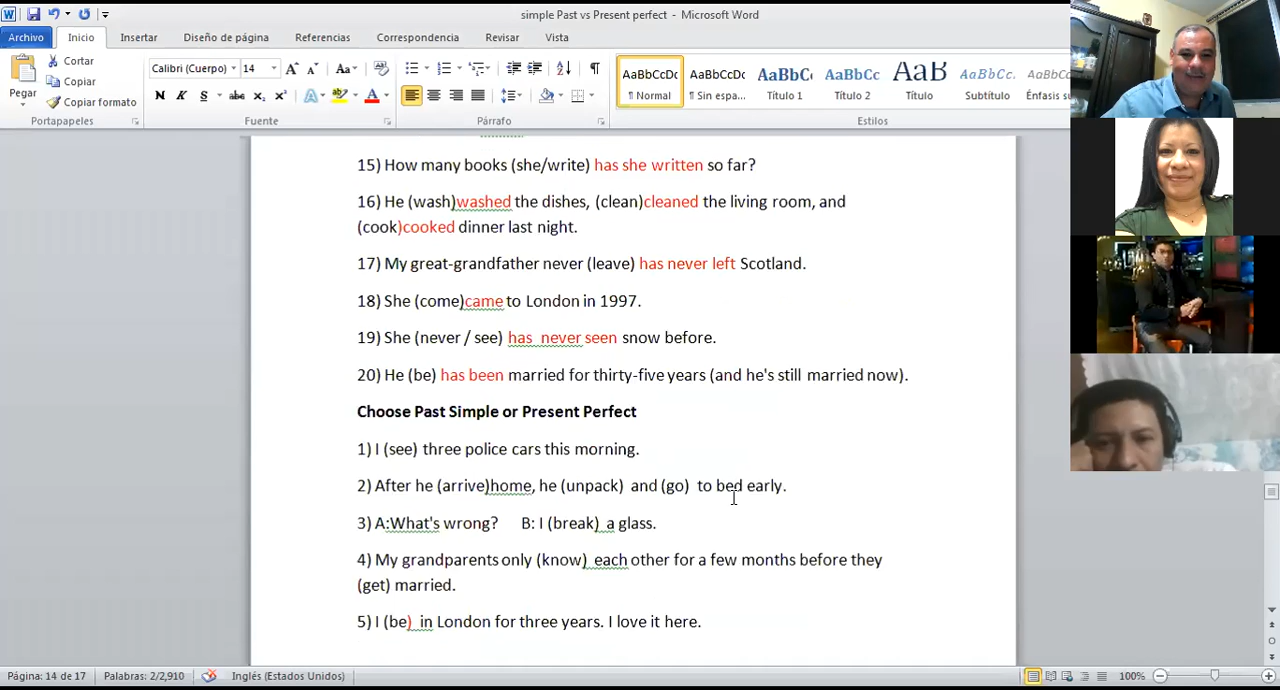 simple Past vs Present perfect - Microsoft Word
Archivo Inicio Insertar Diseño de página Referencias Correspondencia Revisar Vista
Pegar Cortar
Copiar
Copiar formato
Portapapeles
Calibri (Cuerpo) 14
Fuente
Párrafo
AaBbCcDc AaBbCcDc AaBbC AaBbCc AaB AaBbCc.
¶ Normal ¶ Sin espa... Título 1 Título 2 Título Subtítulo Énfasis
Estilos
15) How many books (she/write) has she written so far?
16) He (wash)washed the dishes, (clean)cleaned the living room, and
(cook)cooked dinner last night.
17) My great-grandfather never (leave) has never left Scotland.
18) She (come)came to London in 1997.
19) She (never / see) has never seen snow before.
20) He (be) has been married for thirty-five years (and he's still married now).
Choose Past Simple or Present Perfect
1) I (see) three police cars this morning.
2) After he (arrive)home, he (unpack) and (go) to bed early.
3) A:What's wrong? B: I (break) a glass.
4) My grandparents only (know) each other for a few months before they
(get) married.
5) I (be) in London for three years. I love it here.
Página: 14 de 17 Palabras: 2/2,910 Inglés (Estados Unidos) 100%